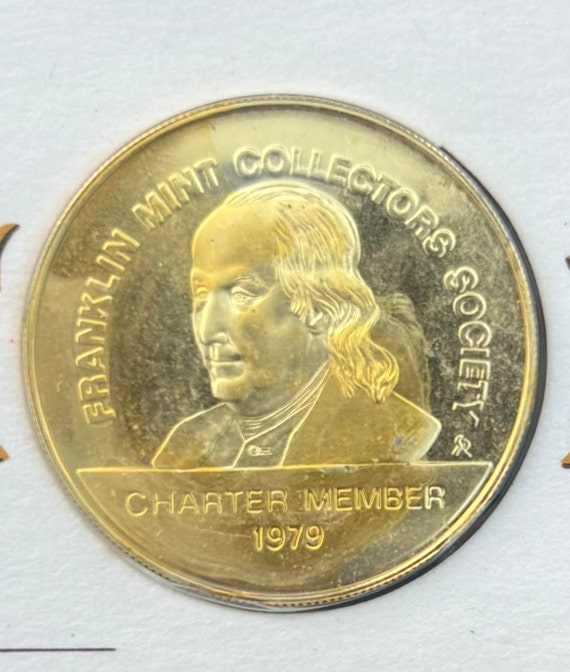 FRANKLIN MINT COLLECTORS SOCIETY
CHARTER MEMBER
1979